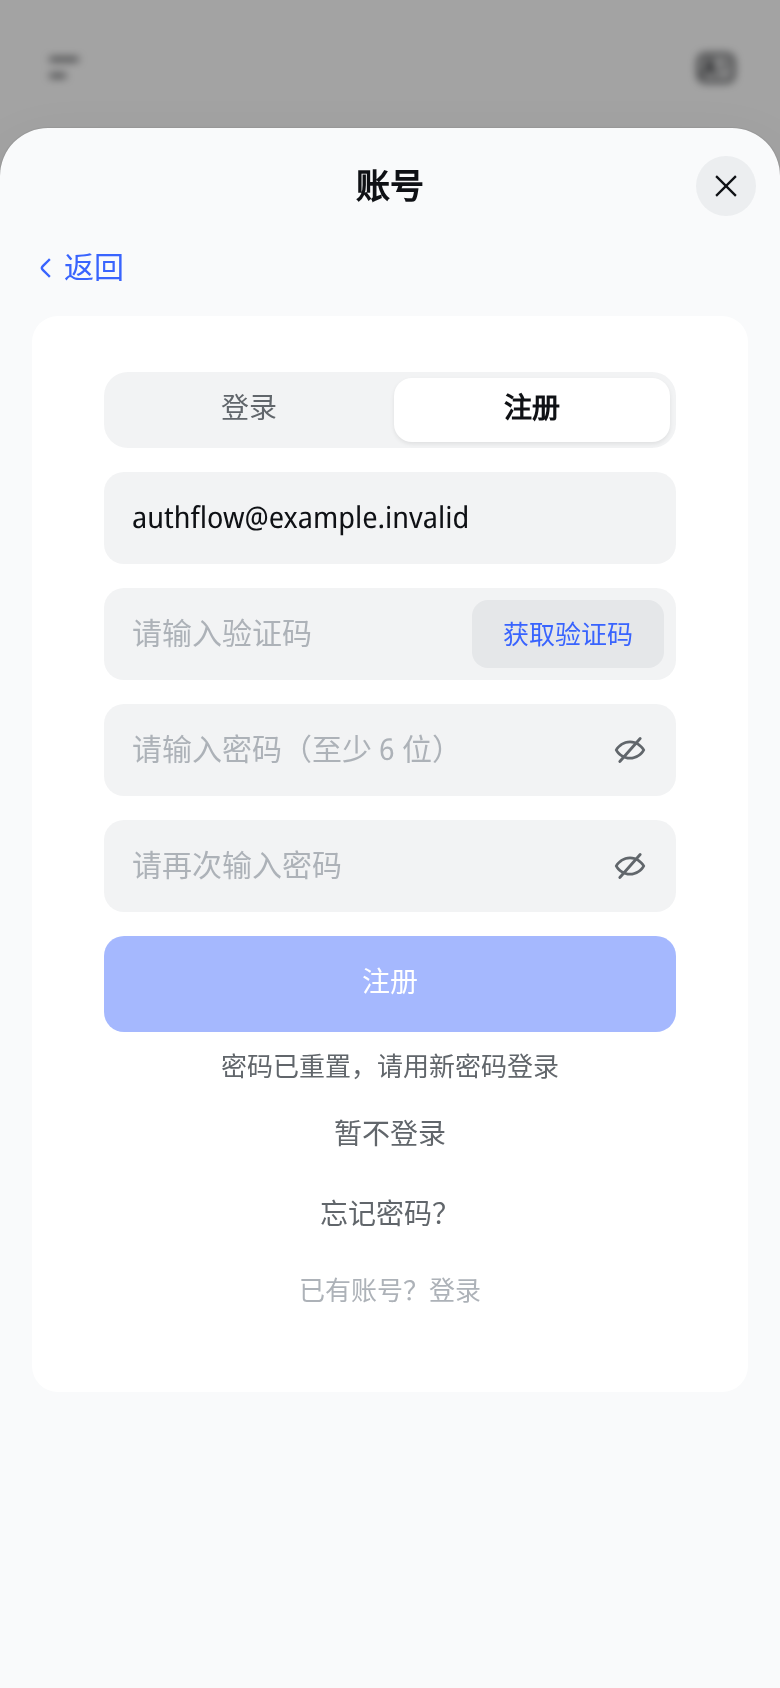 账号
返回
登录
注册
authflow@example.invalid
请输入验证码
获取验证码
请输入密码（至少 6 位）
请再次输入密码
注册
密码已重置，请用新密码登录
暂不登录
忘记密码？
已有账号？登录